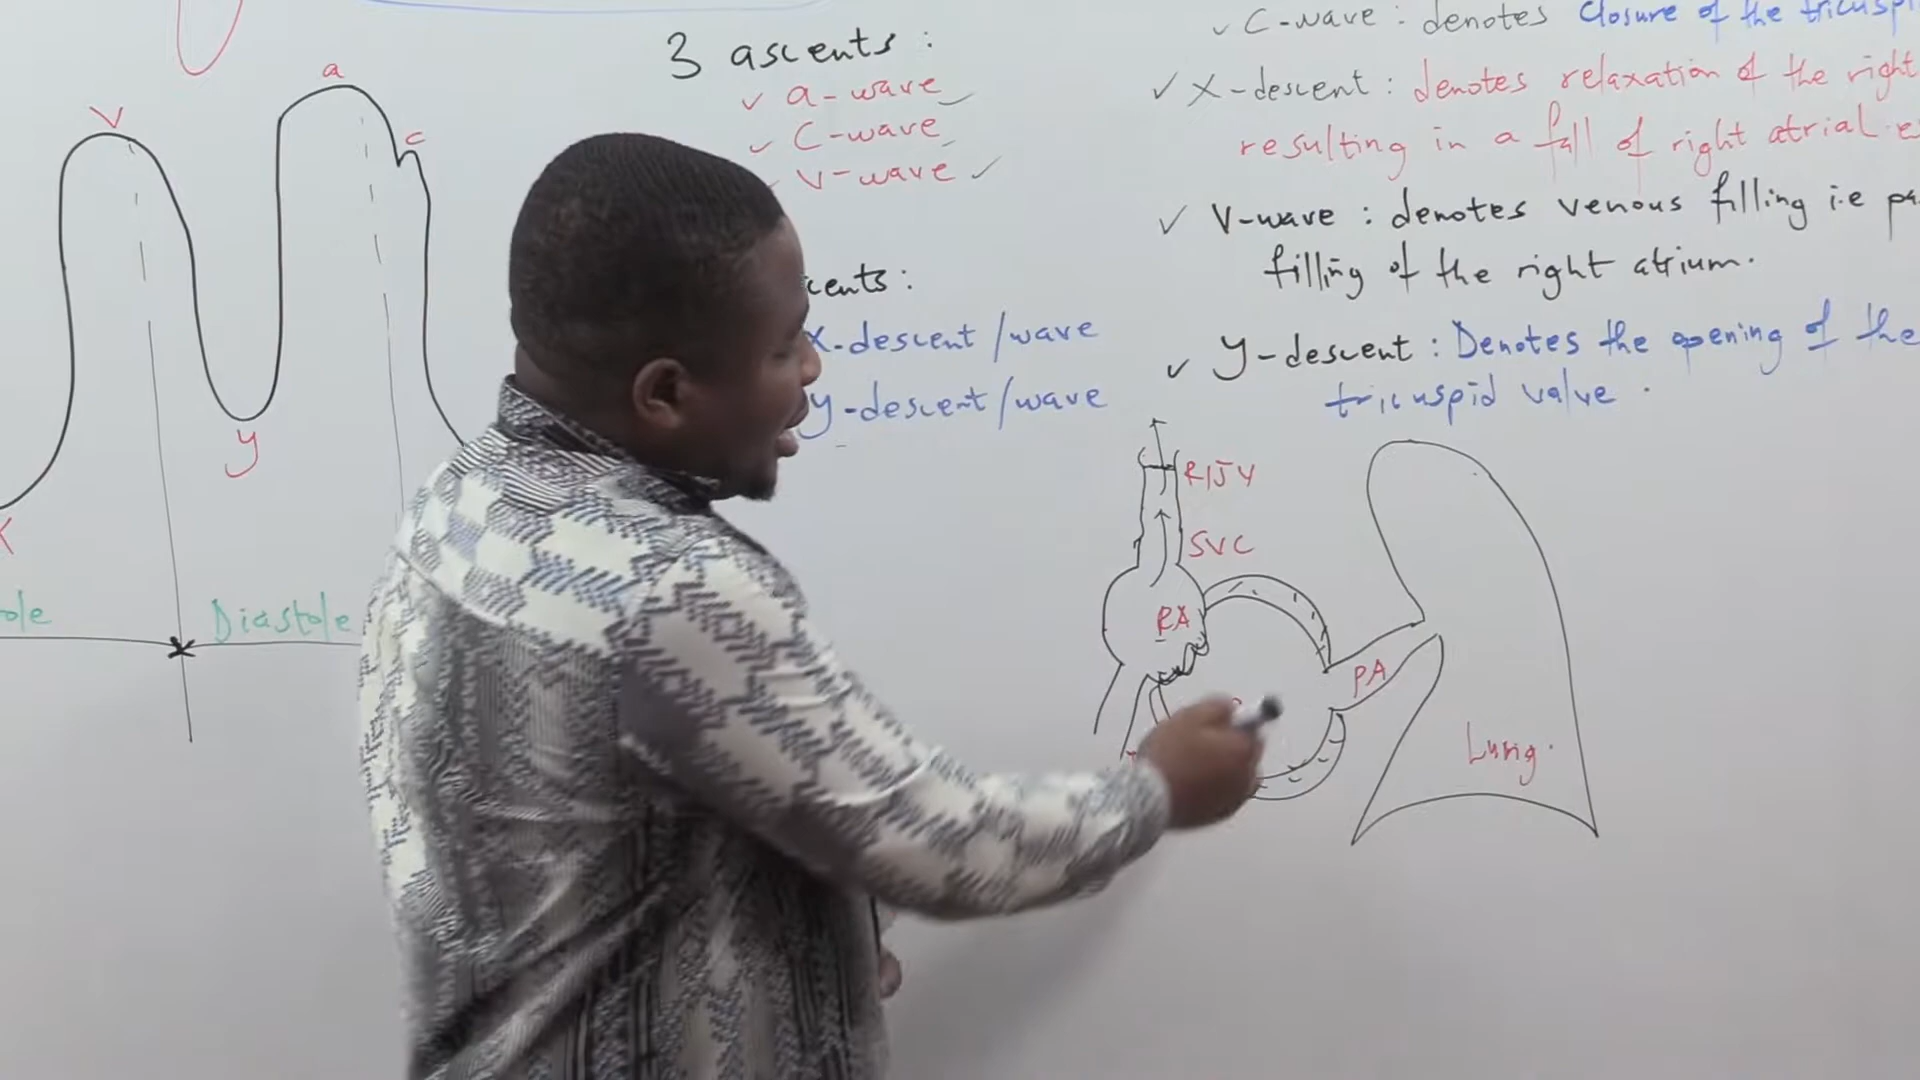 V
a
c
y
Diastole
3 ascents :
a-wave
C-wave
V-wave
X-descent/wave
y-descent/wave
C-wave : denotes closure of the
X-descent : denotes relaxation of the right
resulting in a fall of right atrial
V-wave : denotes venous filling i.e
filling of the right atrium.
Y-descent : Denotes the opening of the
tricuspid valve.
RIJV
SVC
RA
PA
Lung.